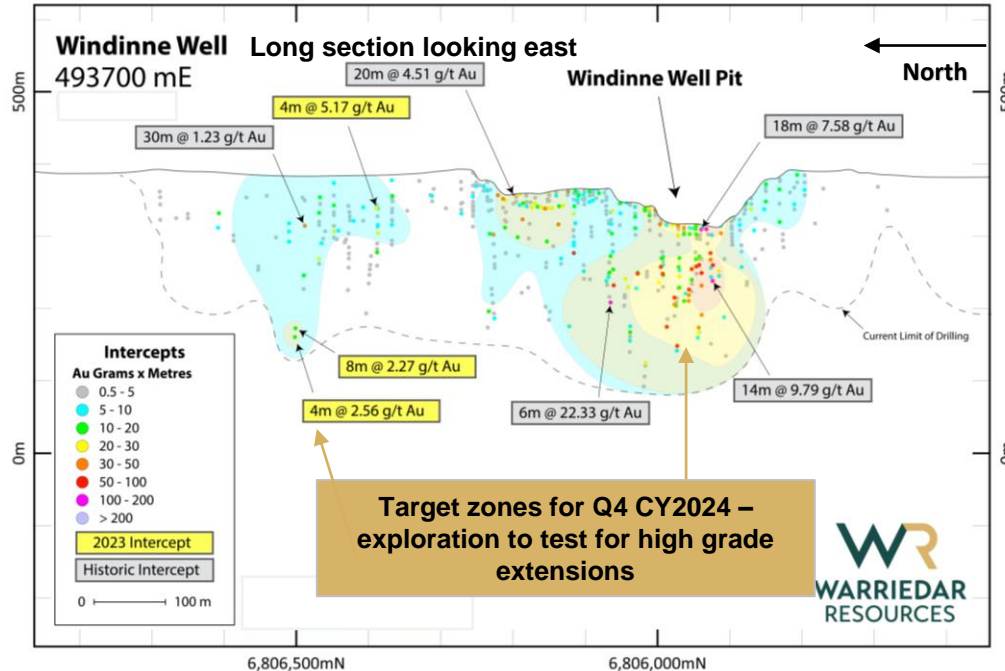 Windinne Well
493700 mE
Long section looking east
North
500m
500m
20m @ 4.51 g/t Au
4m @ 5.17 g/t Au
30m @ 1.23 g/t Au
Windinne Well Pit
18m @ 7.58 g/t Au
Current Limit of Drilling
8m @ 2.27 g/t Au
4m @ 2.56 g/t Au
6m @ 22.33 g/t Au
14m @ 9.79 g/t Au
0m
0m
Intercepts
Au Grams x Metres
0.5 - 5
5 - 10
10 - 20
20 - 30
30 - 50
50 - 100
100 - 200
> 200
2023 Intercept
Historic Intercept
0 100 m
Target zones for Q4 CY2024 –
exploration to test for high grade
extensions
WR
WARRIEDAR
RESOURCES
6,806,500mN
6,806,000mN